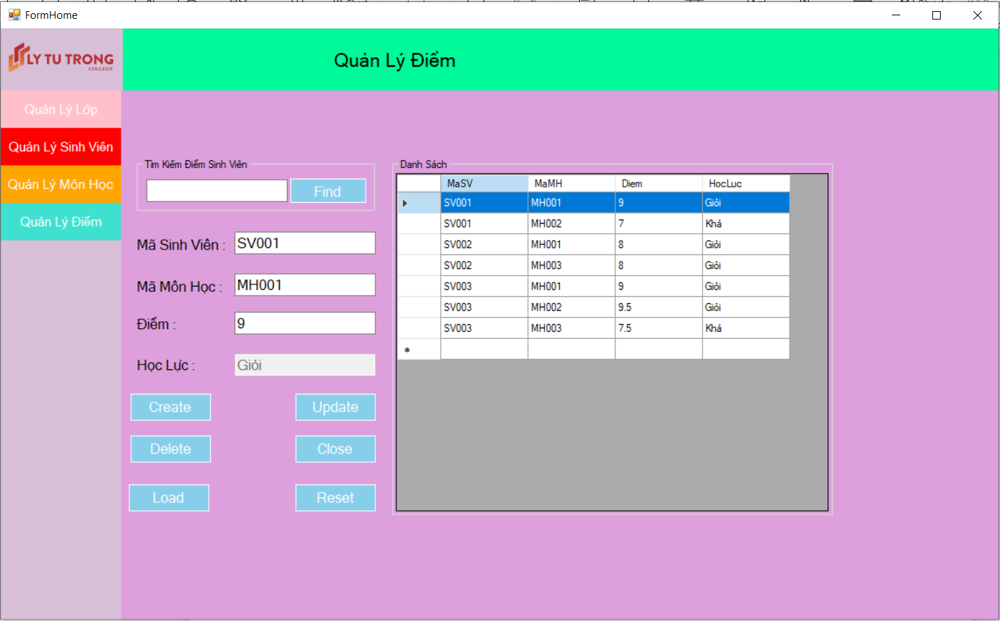 FormHome
LY TU TRONG
COLLEGE
Quản Lý Điểm
Quản Lý Lớp
Quản Lý Sinh Viên
Quản Lý Môn Học
Quản Lý Điểm
Tìm Kiếm Điểm Sinh Viên
Find
Mã Sinh Viên : SV001
Mã Môn Học : MH001
Điểm : 9
Học Lực : Giỏi
Create Update
Delete Close
Load Reset
Danh Sách
MaSV MaMH Diem HocLuc
SV001 MH001 9 Giỏi
SV001 MH002 7 Khá
SV002 MH001 8 Giỏi
SV002 MH003 8 Giỏi
SV003 MH001 9 Giỏi
SV003 MH002 9.5 Giỏi
SV003 MH003 7.5 Khá